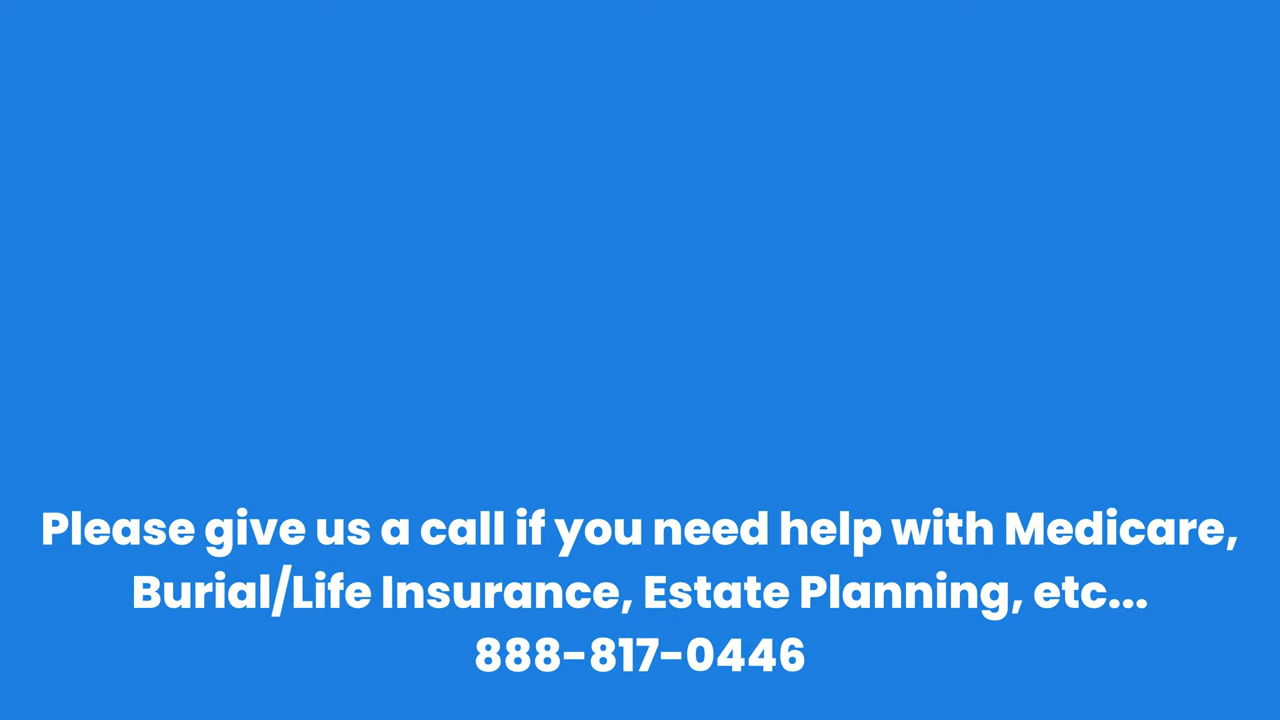 Please give us a call if you need help with Medicare,
Burial/Life Insurance, Estate Planning, etc...
888-817-0446